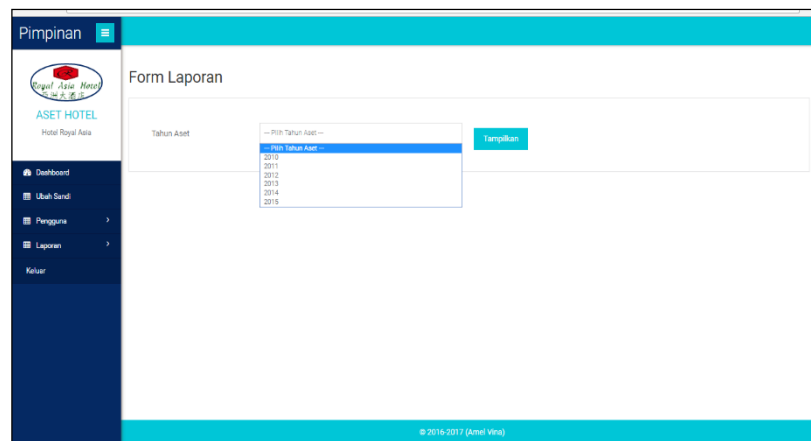 Pimpinan
Royal Asia Hotel
ASET HOTEL
Hotel Royal Asia
Dashboard
Ubah Sandi
Pengguna
Laporan
Keluar
Form Laporan
Tahun Aset
--- Pilih Tahun Aset ---
Tampilkan
--- Pilih Tahun Aset ---
2010
2011
2012
2013
2014
2015
© 2016-2017 (Amel Vina)